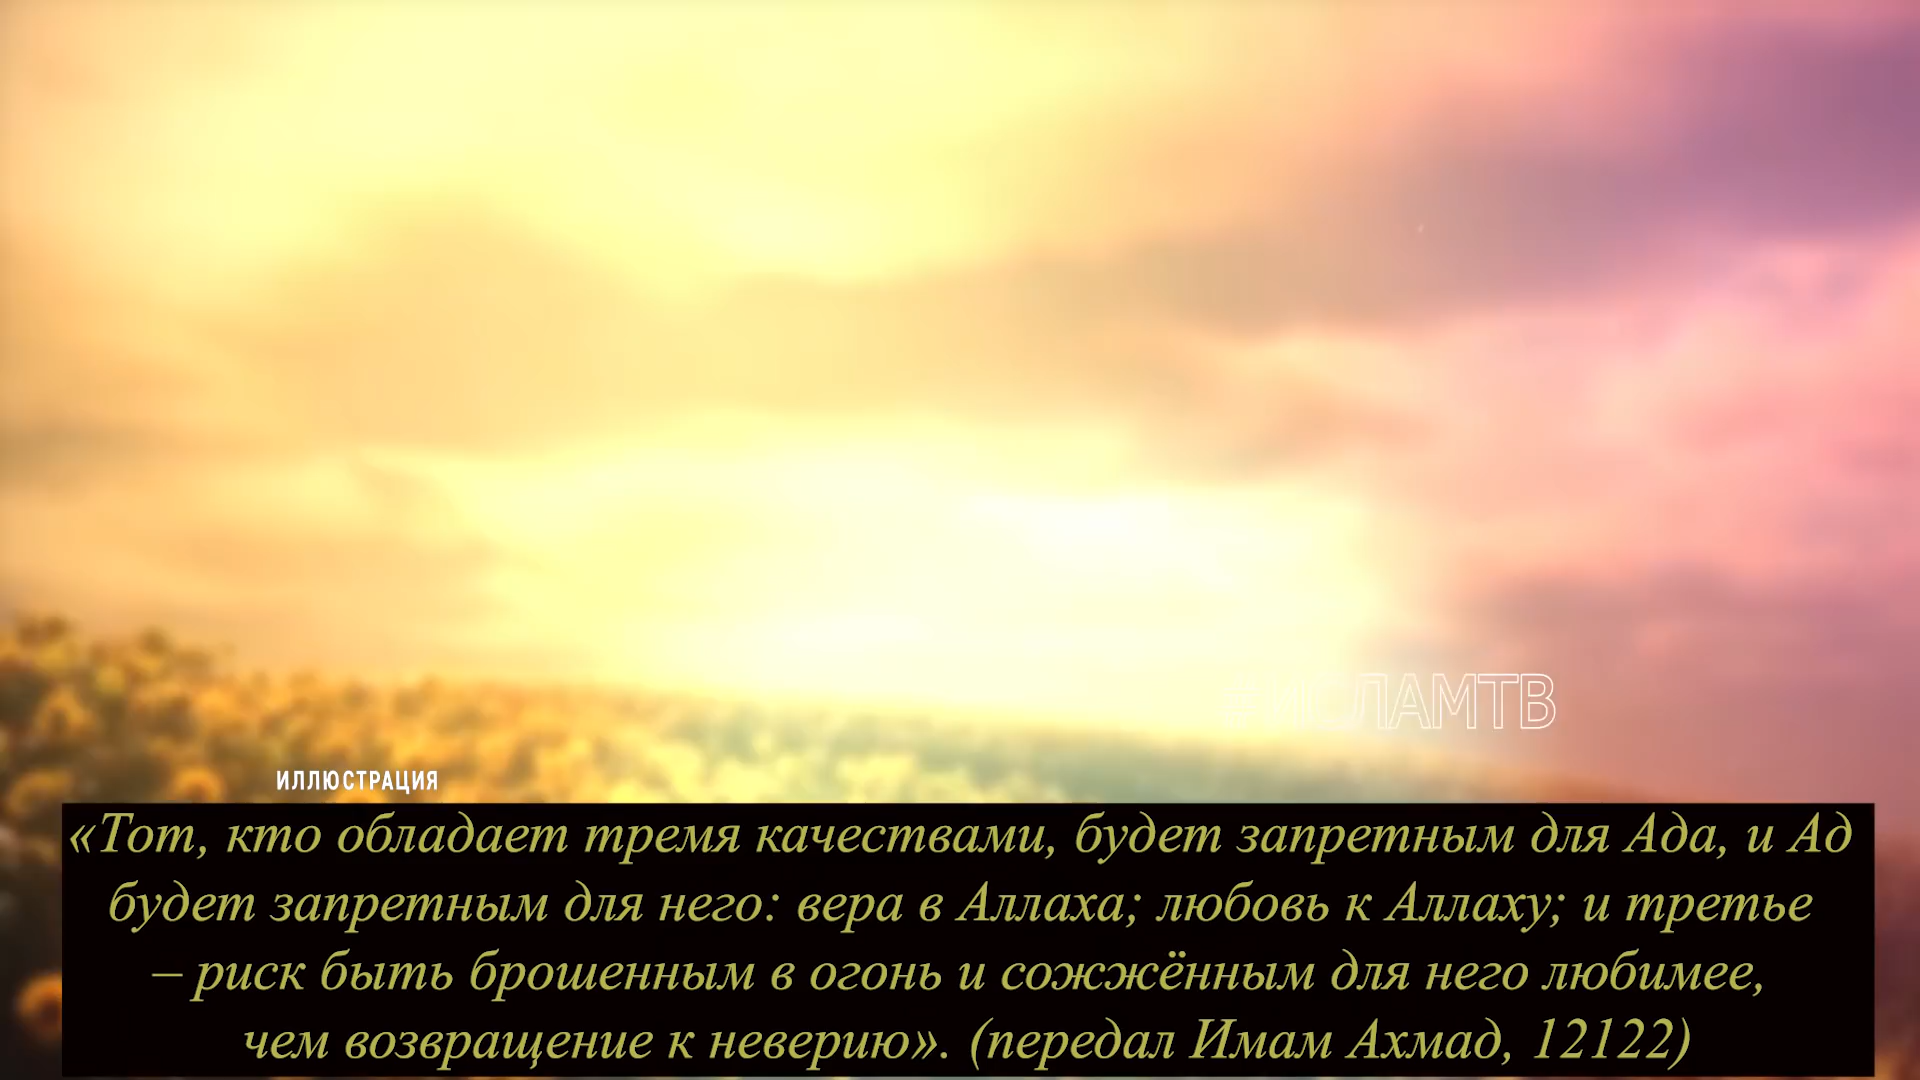 #ИСЛАМТВ
ИЛЛЮСТРАЦИЯ
«Тот, кто обладает тремя качествами, будет запретным для Ада, и Ад
будет запретным для него: вера в Аллаха; любовь к Аллаху; и третье
– риск быть брошенным в огонь и сожжённым для него любимее,
чем возвращение к неверию». (передал Имам Ахмад, 12122)